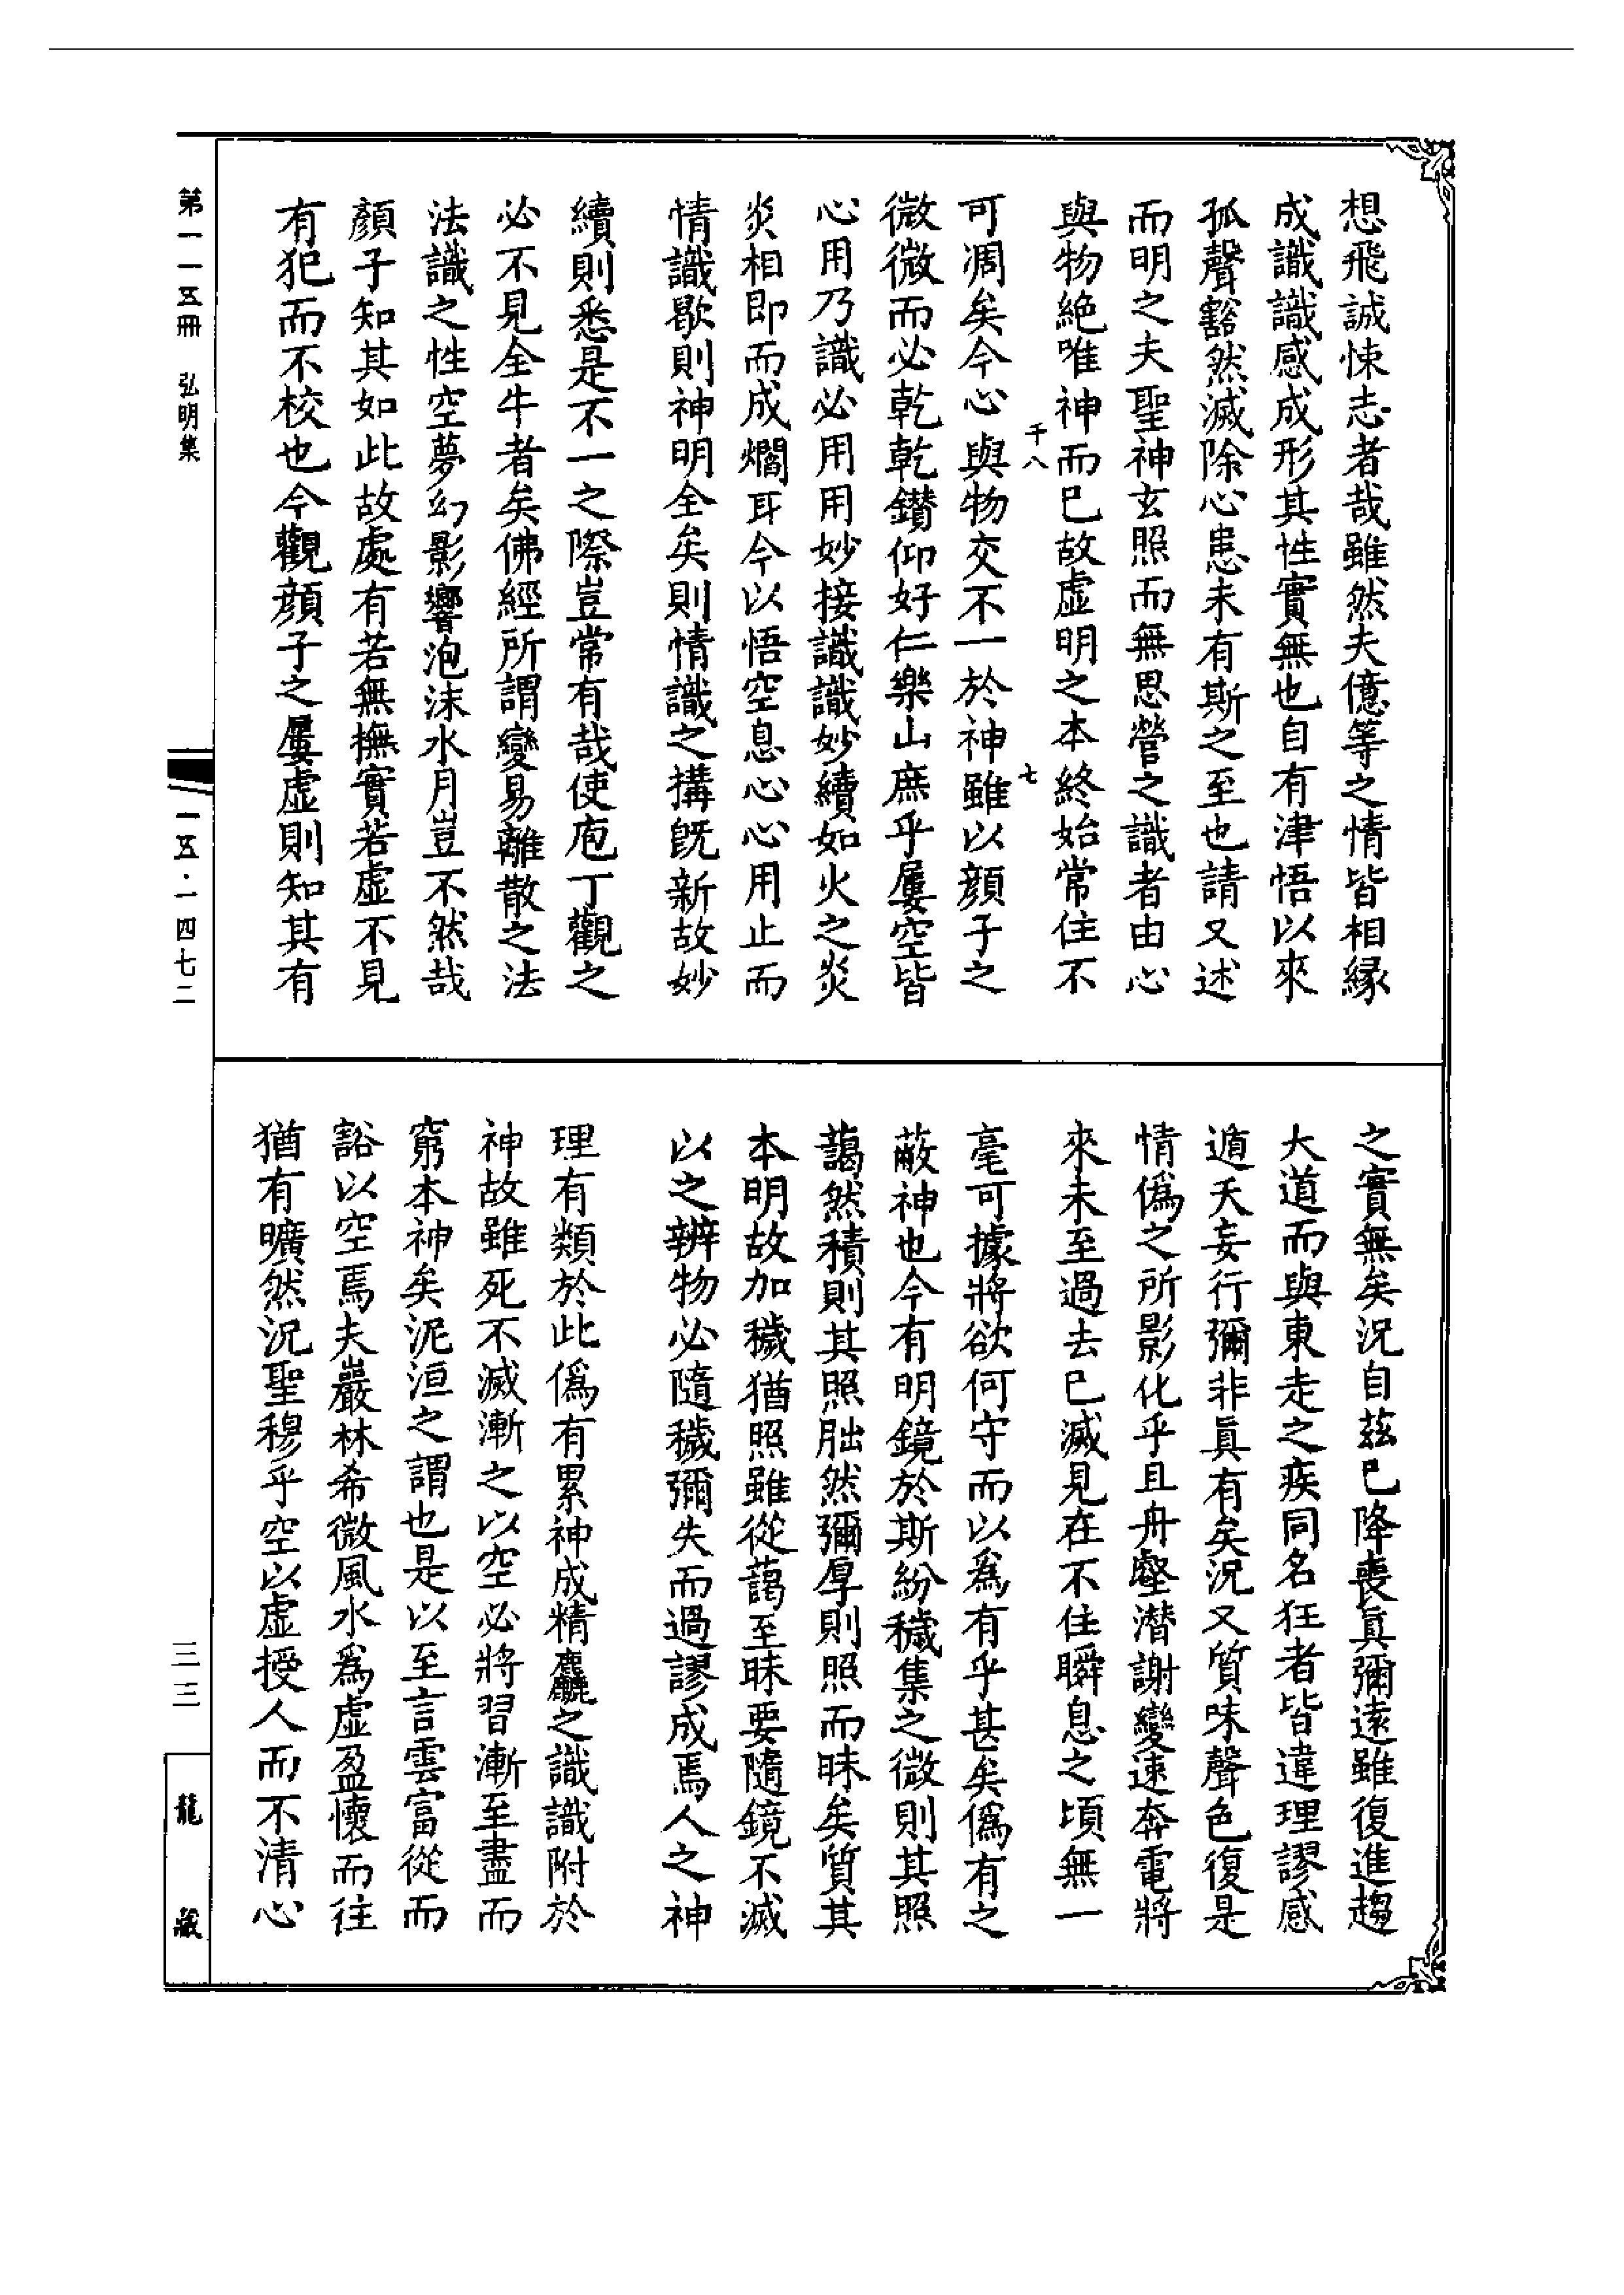 想飛誠悚志者哉雖然夫億等之情皆相緣
成識識感成形其性實無也自有津悟以來
孤聲豁然滅除心患未有斯之至也請又述
而明之夫聖神玄照而無思營之識者由心
與物絶唯神而已故虛明之本終始常住不
千八
七
可凋矣今心與物交不一於神雖以顔子之
微微而必乾乾鑚仰好仁樂山庶乎屢空皆
心用乃識必用用妙接識識妙續如火之炎
炎相即而成爓耳今以悟空息心心用止而
情識歇則神明全矣則情識之搆旣新故妙
續則悉是不一之際豈常有哉使庖丁觀之
必不見全牛者矣佛經所謂變易離散之法
法識之性空夢幻影響泡沫水月豈不然哉
顏子知其如此故處有若無撫實若虛不見
有犯而不校也今觀顔子之屢虛則知其有
之實無矣況自茲已降喪眞彌遠雖復進趨
大道而與東走之疾同名狂者皆違理謬感
遁天妄行彌非眞有矣況又質味聲色復是
情僞之所影化乎且舟壑潜謝變速奔電將
來未至過去已滅見在不住瞬息之頃無一
毫可據將欲何守而以爲有乎甚矣僞有之
蔽神也今有明鏡於斯紛穢集之微則其照
藹然積則其照朏然彌厚則照而昧矣質其
本明故加穢猶照雖從藹至昧要隨鏡不滅
以之辨物必隨穢彌失而過謬成焉人之神
理有類於此僞有累神成精麤之識識附於
神故雖死不滅漸之以空必將習漸至盡而
窮本神矣泥洹之謂也是以至言雲富從而
豁以空焉夫巖林希微風水爲虛盈懷而往
猶有曠然況聖穆乎空以虛授人而不清心
第一一五冊 弘明集
一五·一四七二
三三
龍藏